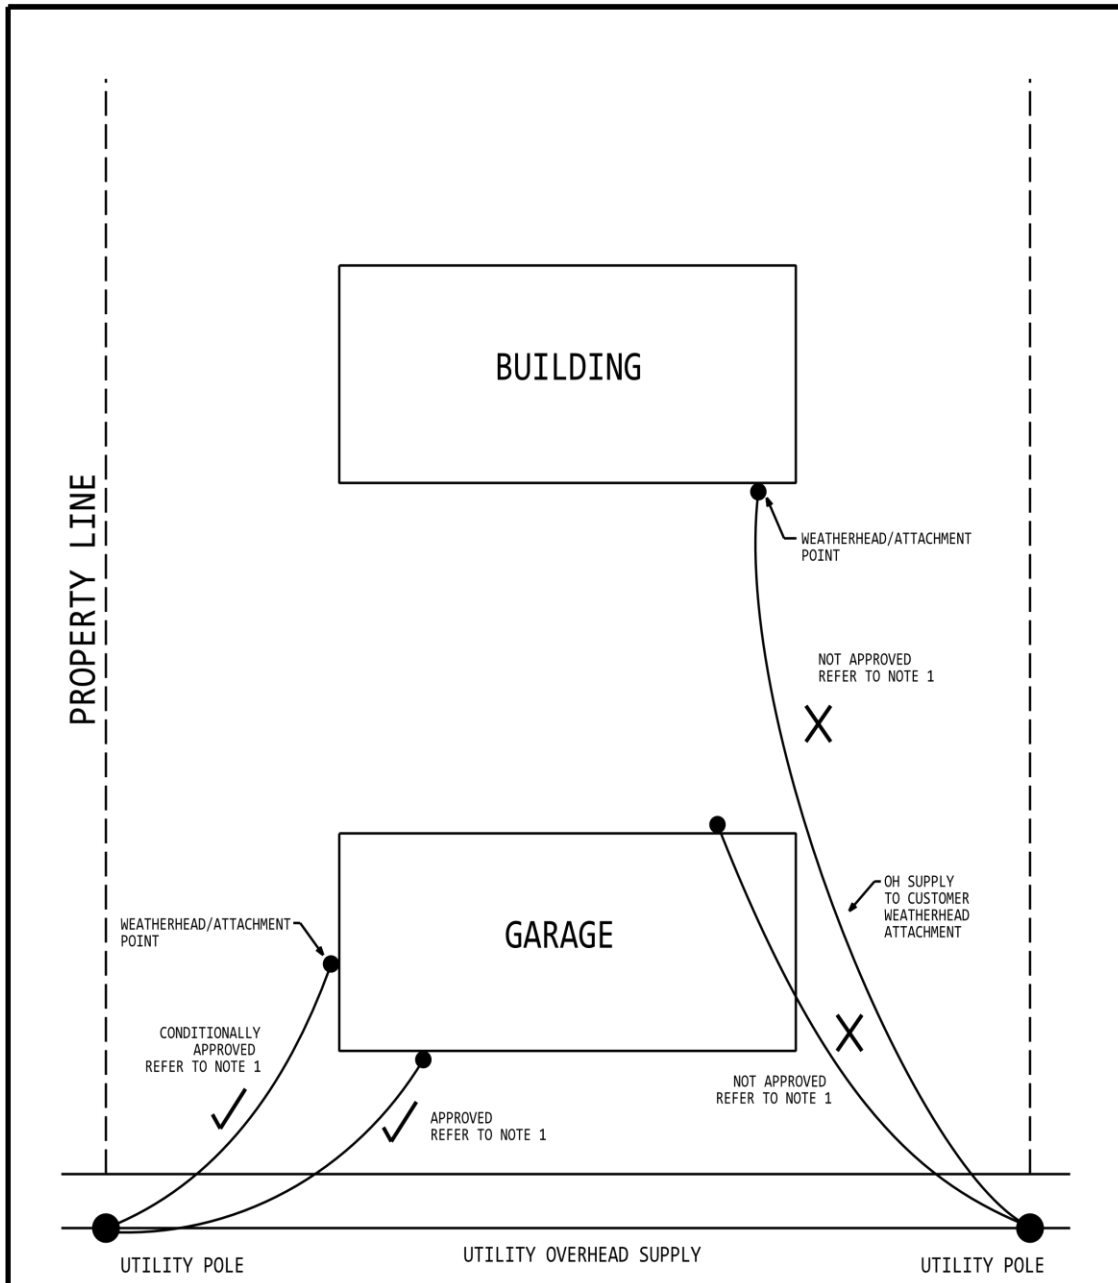 BUILDING
PROPERTY LINE
WEATHERHEAD/ATTACHMENT
POINT
NOT APPROVED
REFER TO NOTE 1
OH SUPPLY
TO CUSTOMER
WEATHERHEAD
ATTACHMENT
WEATHERHEAD/ATTACHMENT
POINT
GARAGE
CONDITIONALLY
APPROVED
REFER TO NOTE 1
NOT APPROVED
REFER TO NOTE 1
APPROVED
REFER TO NOTE 1
UTILITY POLE
UTILITY OVERHEAD SUPPLY
UTILITY POLE